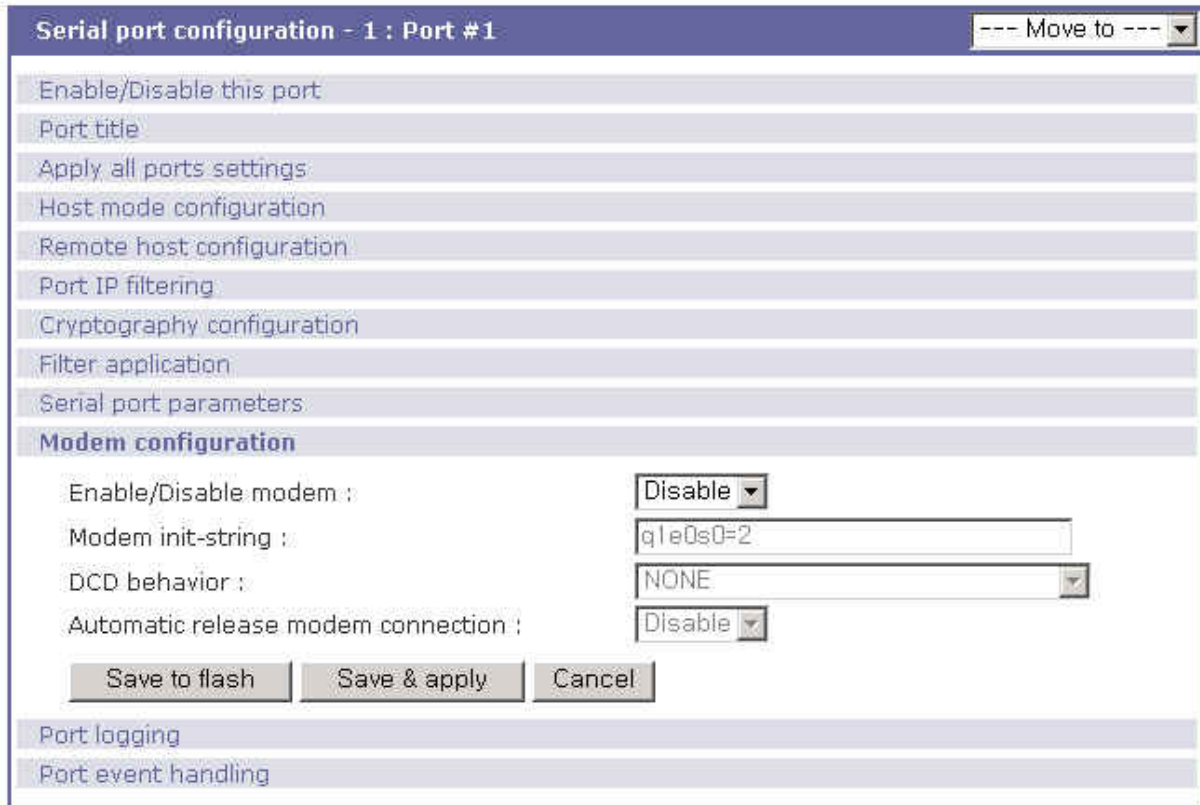 Serial port configuration - 1 : Port #1 --- Move to ---
Enable/Disable this port
Port title
Apply all ports settings
Host mode configuration
Remote host configuration
Port IP filtering
Cryptography configuration
Filter application
Serial port parameters
Modem configuration
Enable/Disable modem : Disable
Modem init-string : q1e0s0=2
DCD behavior : NONE
Automatic release modem connection : Disable
Save to flash Save & apply Cancel
Port logging
Port event handling